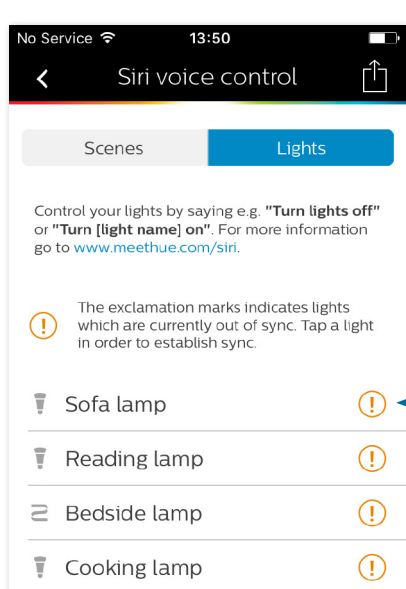 No Service 13:50
Siri voice control
Scenes Lights
Control your lights by saying e.g. "Turn lights off"
or "Turn [light name] on". For more information
go to www.meethue.com/siri.
The exclamation marks indicates lights
which are currently out of sync. Tap a light
in order to establish sync.
Sofa lamp
Reading lamp
Bedside lamp
Cooking lamp